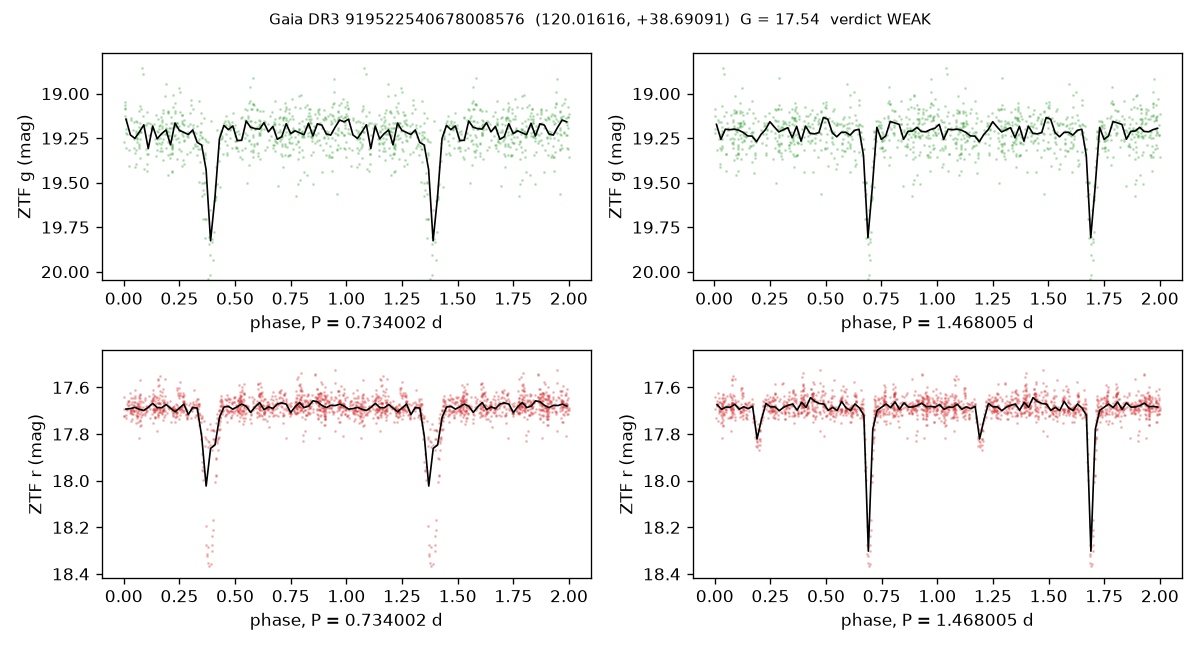 Gaia DR3 919522540678008576  (120.01616, +38.69091)  G = 17.54  verdict WEAK
ZTF g (mag)
19.00
19.25
19.50
19.75
20.00
0.00 0.25 0.50 0.75 1.00 1.25 1.50 1.75 2.00
phase, P = 0.734002 d
ZTF g (mag)
19.00
19.25
19.50
19.75
20.00
0.00 0.25 0.50 0.75 1.00 1.25 1.50 1.75 2.00
phase, P = 1.468005 d
ZTF r (mag)
17.6
17.8
18.0
18.2
18.4
0.00 0.25 0.50 0.75 1.00 1.25 1.50 1.75 2.00
phase, P = 0.734002 d
ZTF r (mag)
17.6
17.8
18.0
18.2
18.4
0.00 0.25 0.50 0.75 1.00 1.25 1.50 1.75 2.00
phase, P = 1.468005 d